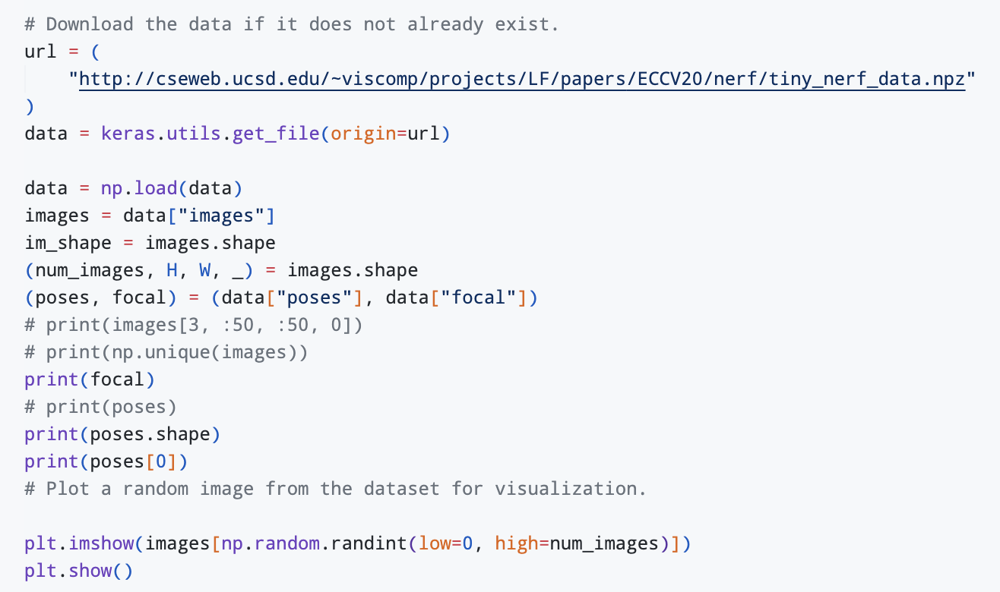 # Download the data if it does not already exist.
url = (
    "http://cseweb.ucsd.edu/~viscomp/projects/LF/papers/ECCV20/nerf/tiny_nerf_data.npz"
)
data = keras.utils.get_file(origin=url)

data = np.load(data)
images = data["images"]
im_shape = images.shape
(num_images, H, W, _) = images.shape
(poses, focal) = (data["poses"], data["focal"])
# print(images[3, :50, :50, 0])
# print(np.unique(images))
print(focal)
# print(poses)
print(poses.shape)
print(poses[0])
# Plot a random image from the dataset for visualization.

plt.imshow(images[np.random.randint(low=0, high=num_images)])
plt.show()